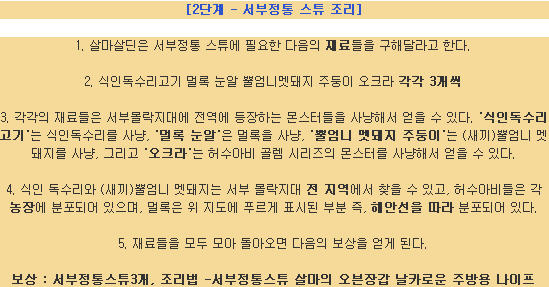 [2단계 - 서부정통 스튜 조리]
1. 살마살딘은 서부정통 스튜에 필요한 다음의 재료들을 구해달라고 한다.
2. 식인독수리고기 멀록 눈알 뿔엄니멧돼지 주둥이 오크라 각각 3개씩
3. 각각의 재료들은 서부몰락지대에 전역에 등장하는 몬스터들을 사냥해서 얻을 수 있다. '식인독수리
고기'는 식인독수리를 사냥, '멀록 눈알'은 멀록을 사냥, '뿔엄니 멧돼지 주둥이'는 (새끼)뿔엄니 멧
돼지를 사냥, 그리고 '오크라'는 허수아비 골렘 시리즈의 몬스터를 사냥해서 얻을 수 있다.
4. 식인 독수리와 (새끼)뿔엄니 멧돼지는 서부 몰락지대 전 지역에서 찾을 수 있고, 허수아비들은 각
농장에 분포되어 있으며, 멀록은 위 지도에 푸르게 표시된 부분 즉, 해안선을 따라 분포되어 있다.
5. 재료들을 모두 모아 돌아오면 다음의 보상을 얻게 된다.
보상 : 서부정통스튜3개, 조리법 -서부정통스튜 살마의 오븐장갑 날카로운 주방용 나이프